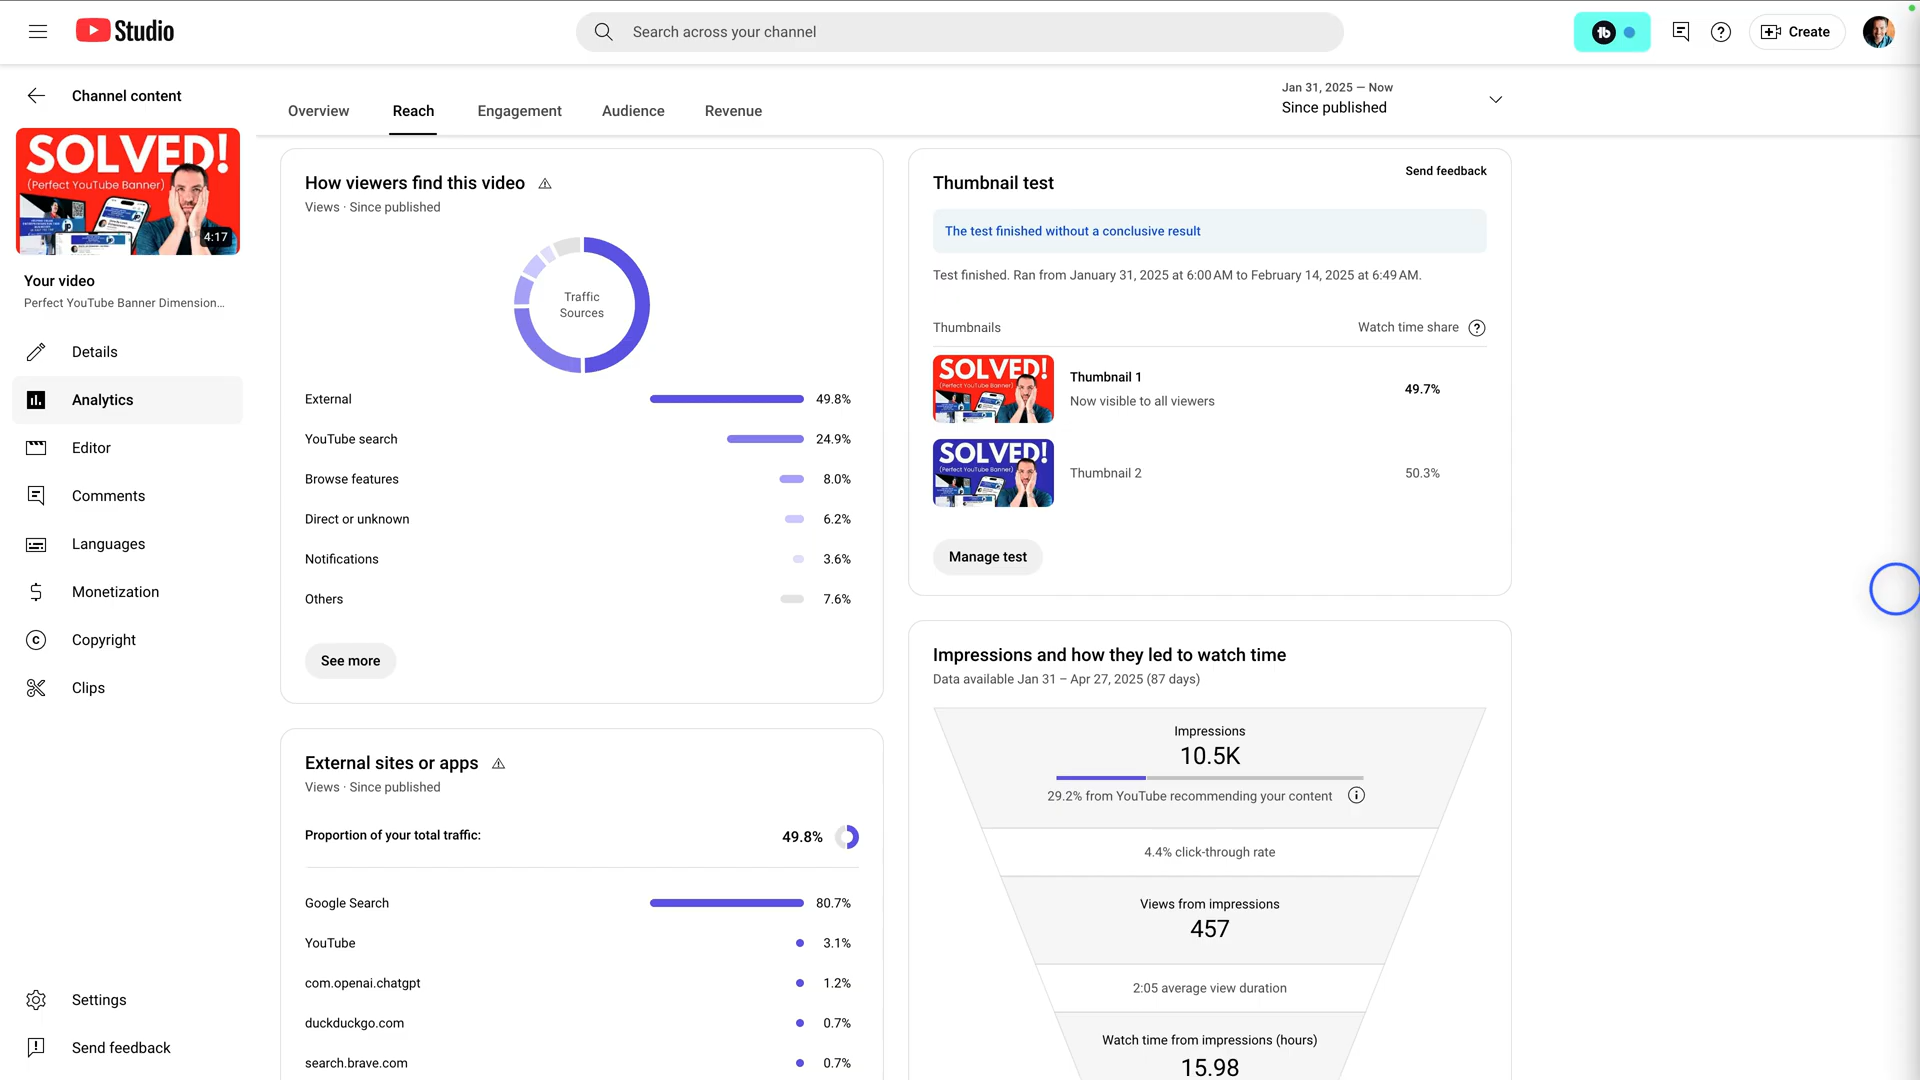 Studio
Search across your channel
Create
Channel content
SOLVED!
(Perfect YouTube Banner)
4:17
Your video
Perfect YouTube Banner Dimension...
Details
Analytics
Editor
Comments
Languages
Monetization
Copyright
Clips
Settings
Send feedback
Overview
Reach
Engagement
Audience
Revenue
Jan 31, 2025 – Now
Since published
How viewers find this video
Views · Since published
Traffic
Sources
External 49.8%
YouTube search 24.9%
Browse features 8.0%
Direct or unknown 6.2%
Notifications 3.6%
Others 7.6%
See more
External sites or apps
Views · Since published
Proportion of your total traffic: 49.8%
Google Search 80.7%
YouTube 3.1%
com.openai.chatgpt 1.2%
duckduckgo.com 0.7%
search.brave.com 0.7%
Thumbnail test
Send feedback
The test finished without a conclusive result
Test finished. Ran from January 31, 2025 at 6:00 AM to February 14, 2025 at 6:49 AM.
Thumbnails
Watch time share
SOLVED!
(Perfect YouTube Banner)
Thumbnail 1
Now visible to all viewers
49.7%
SOLVED!
(Perfect YouTube Banner)
Thumbnail 2
50.3%
Manage test
Impressions and how they led to watch time
Data available Jan 31 – Apr 27, 2025 (87 days)
Impressions
10.5K
29.2% from YouTube recommending your content
4.4% click-through rate
Views from impressions
457
2:05 average view duration
Watch time from impressions (hours)
15.98